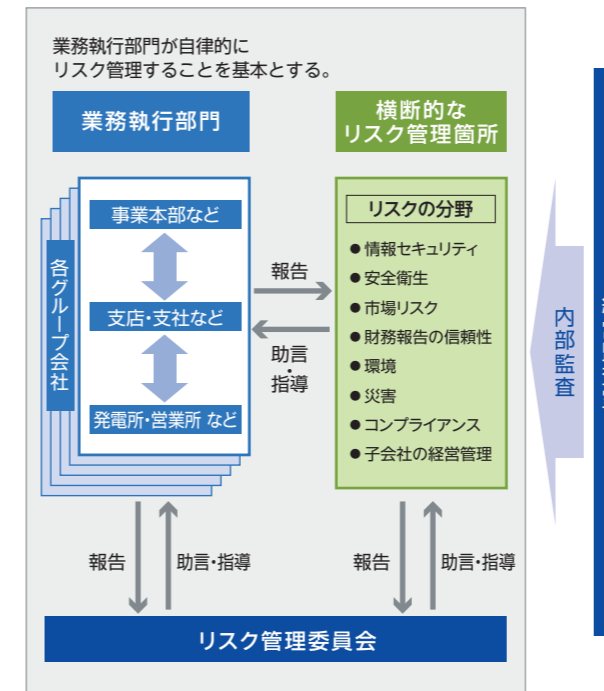 業務執行部門が自律的に
リスク管理することを基本とする。
業務執行部門
横断的な
リスク管理箇所
各グループ会社
事業本部など
支店・支社など
発電所・営業所 など
報告
助言
・
指導
リスクの分野
● 情報セキュリティ
● 安全衛生
● 市場リスク
● 財務報告の信頼性
● 環境
● 災害
● コンプライアンス
● 子会社の経営管理
内部監査
報告
助言・指導
報告
助言・指導
リスク管理委員会